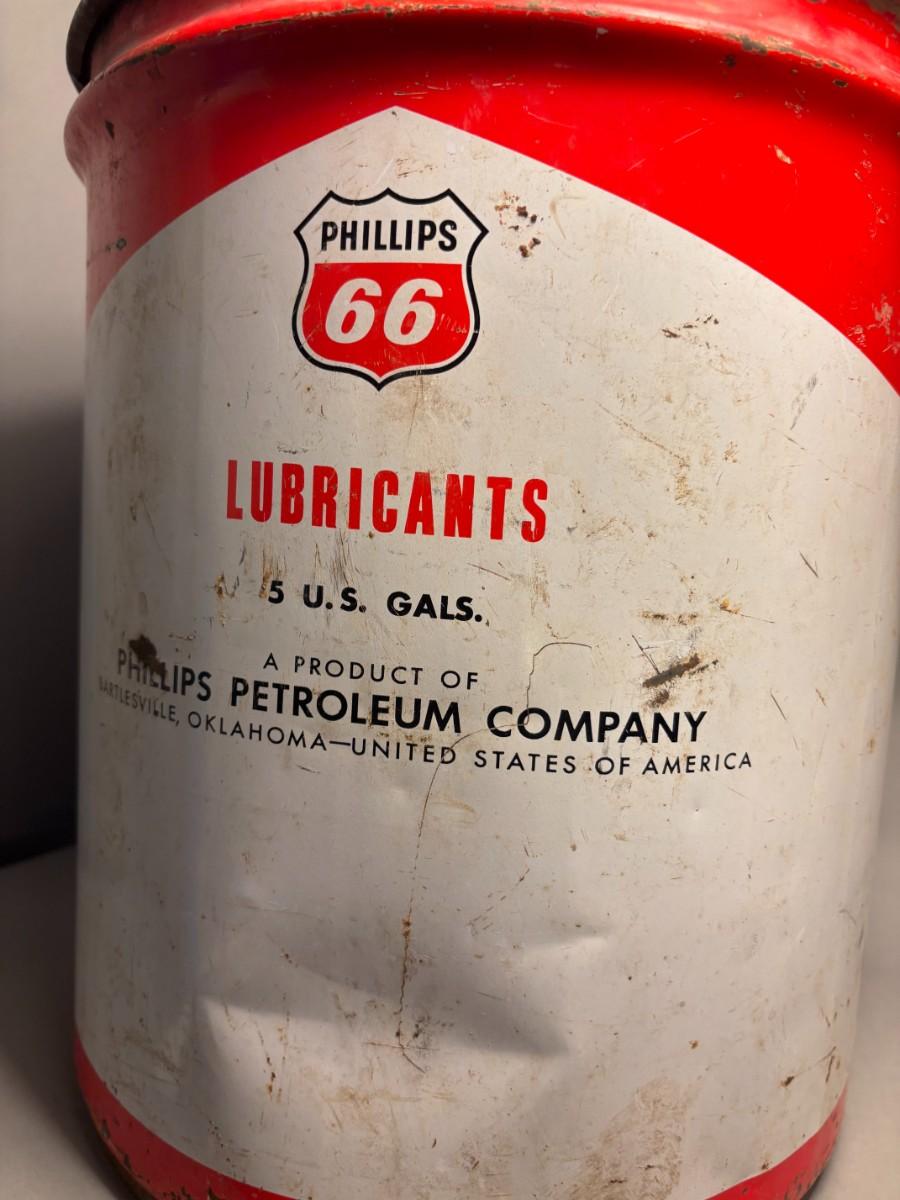 PHILLIPS
66
LUBRICANTS
5 U.S. GALS.
A PRODUCT OF
PHILLIPS PETROLEUM COMPANY
BARTLESVILLE, OKLAHOMA—UNITED STATES OF AMERICA